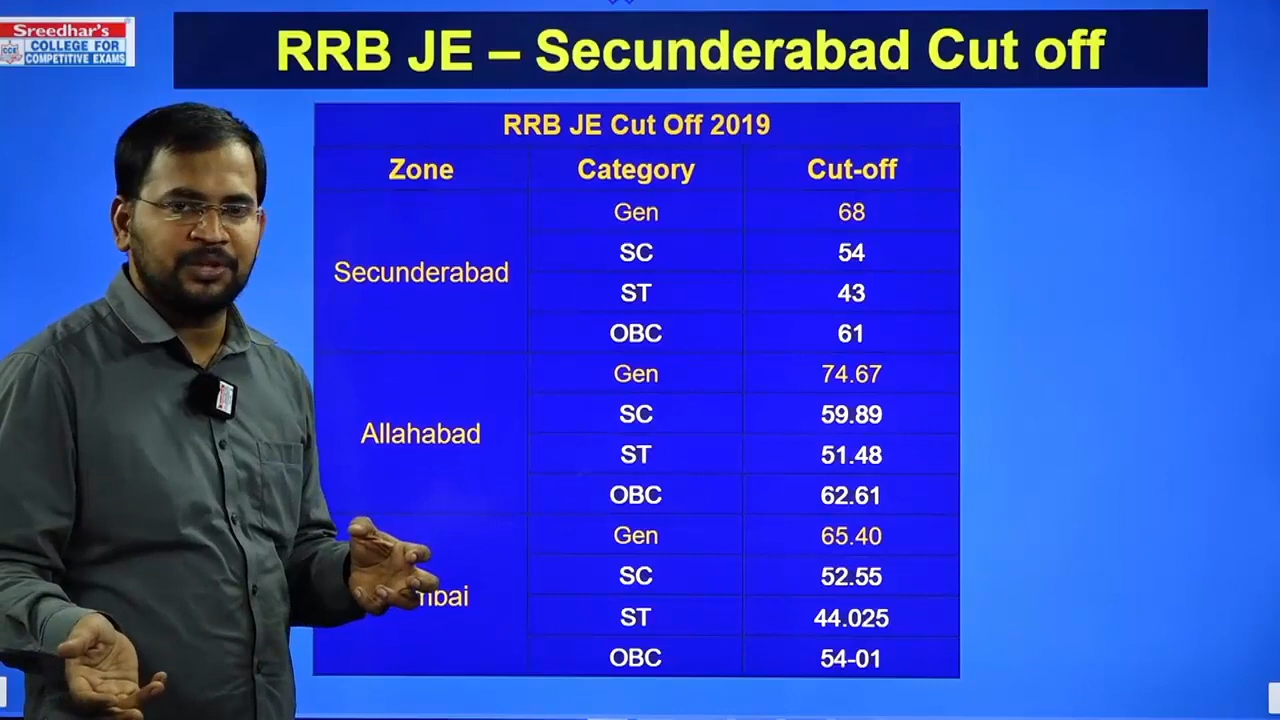 Sreedhar's
CCE
COLLEGE FOR
COMPETITIVE EXAMS
RRB JE – Secunderabad Cut off
RRB JE Cut Off 2019
Zone Category Cut-off
Secunderabad
Gen 68
SC 54
ST 43
OBC 61
Allahabad
Gen 74.67
SC 59.89
ST 51.48
OBC 62.61
Gen 65.40
SC 52.55
ST 44.025
OBC 54-01